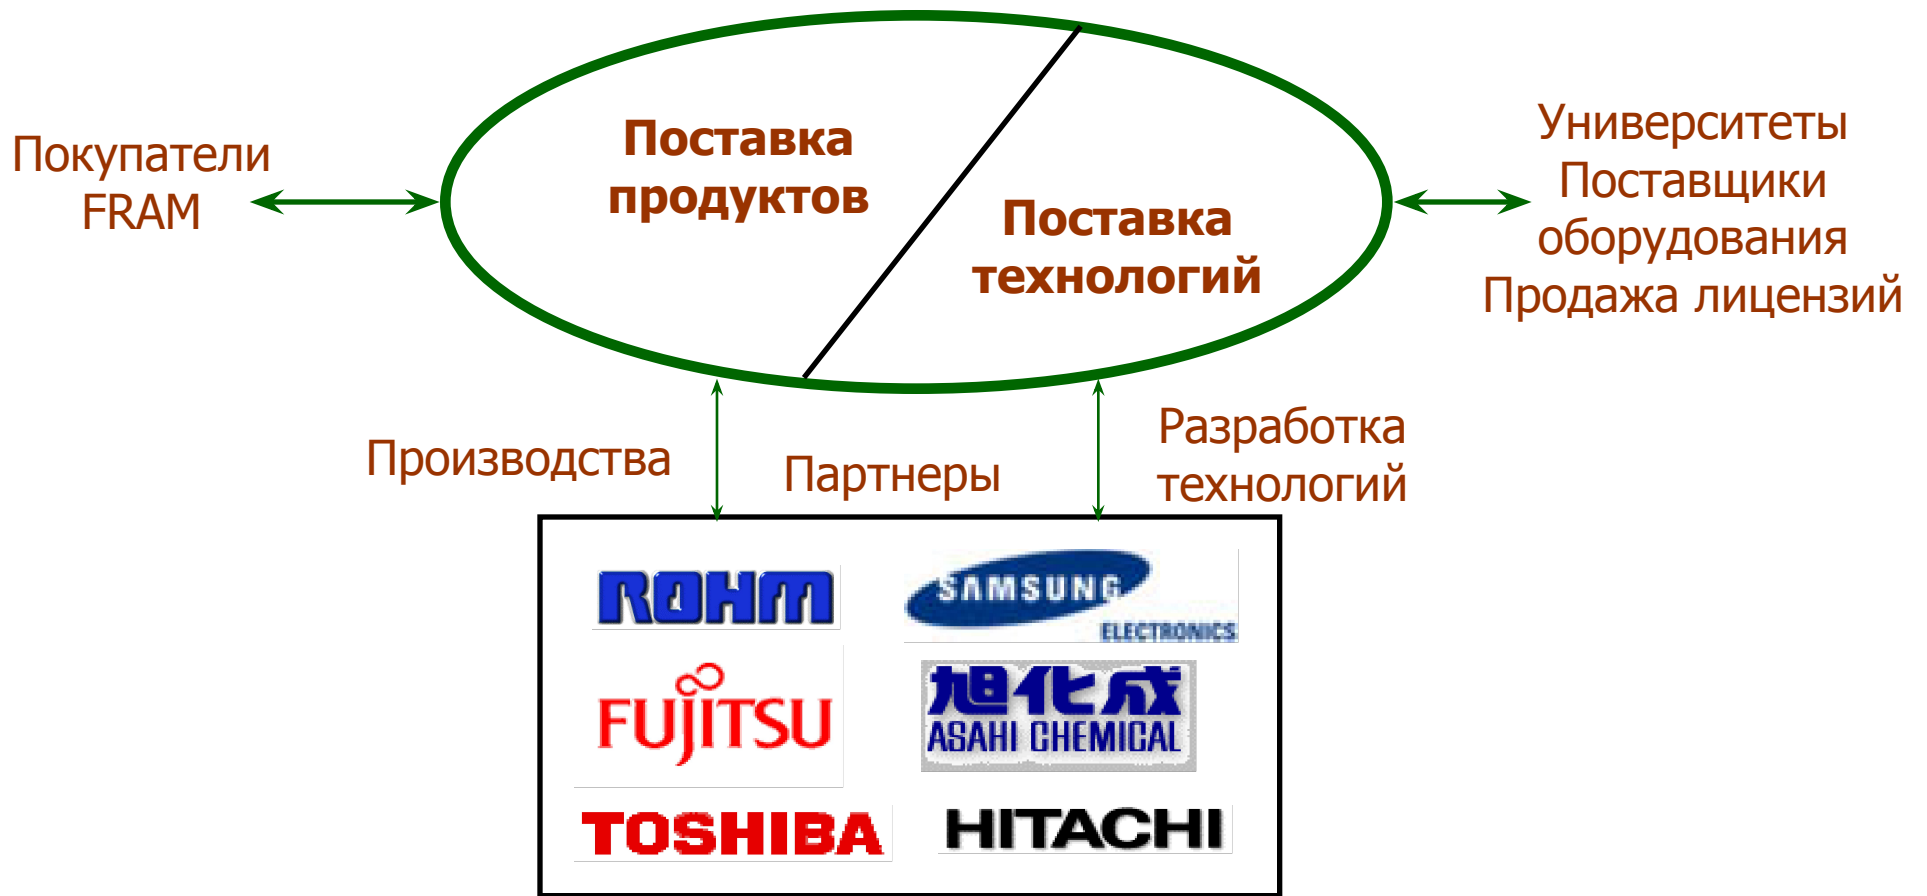 Поставка
продуктов
Поставка
технологий
Покупатели
FRAM
Университеты
Поставщики
оборудования
Продажа лицензий
Производства
Партнеры
Разработка
технологий
ROHM
SAMSUNG
ELECTRONICS
FUJITSU
旭化成
ASAHI CHEMICAL
TOSHIBA
HITACHI